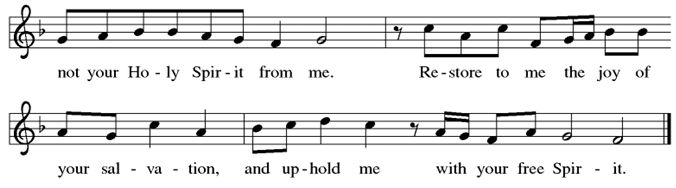 not your Ho - ly Spir - it from me. Re - store to me the joy of
your sal - va - tion, and up - hold me with your free Spir - it.